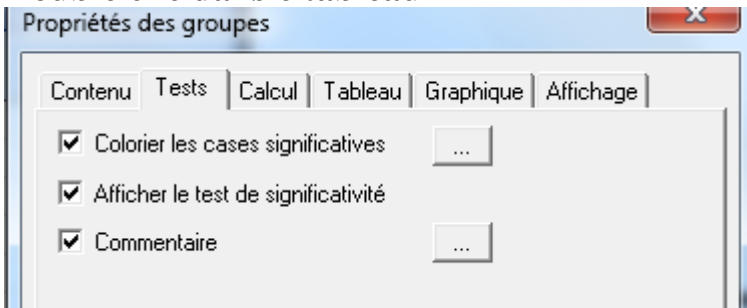 Propriétés des groupes
Contenu Tests Calcul Tableau Graphique Affichage
Colorier les cases significatives ...
Afficher le test de significativité
Commentaire ...